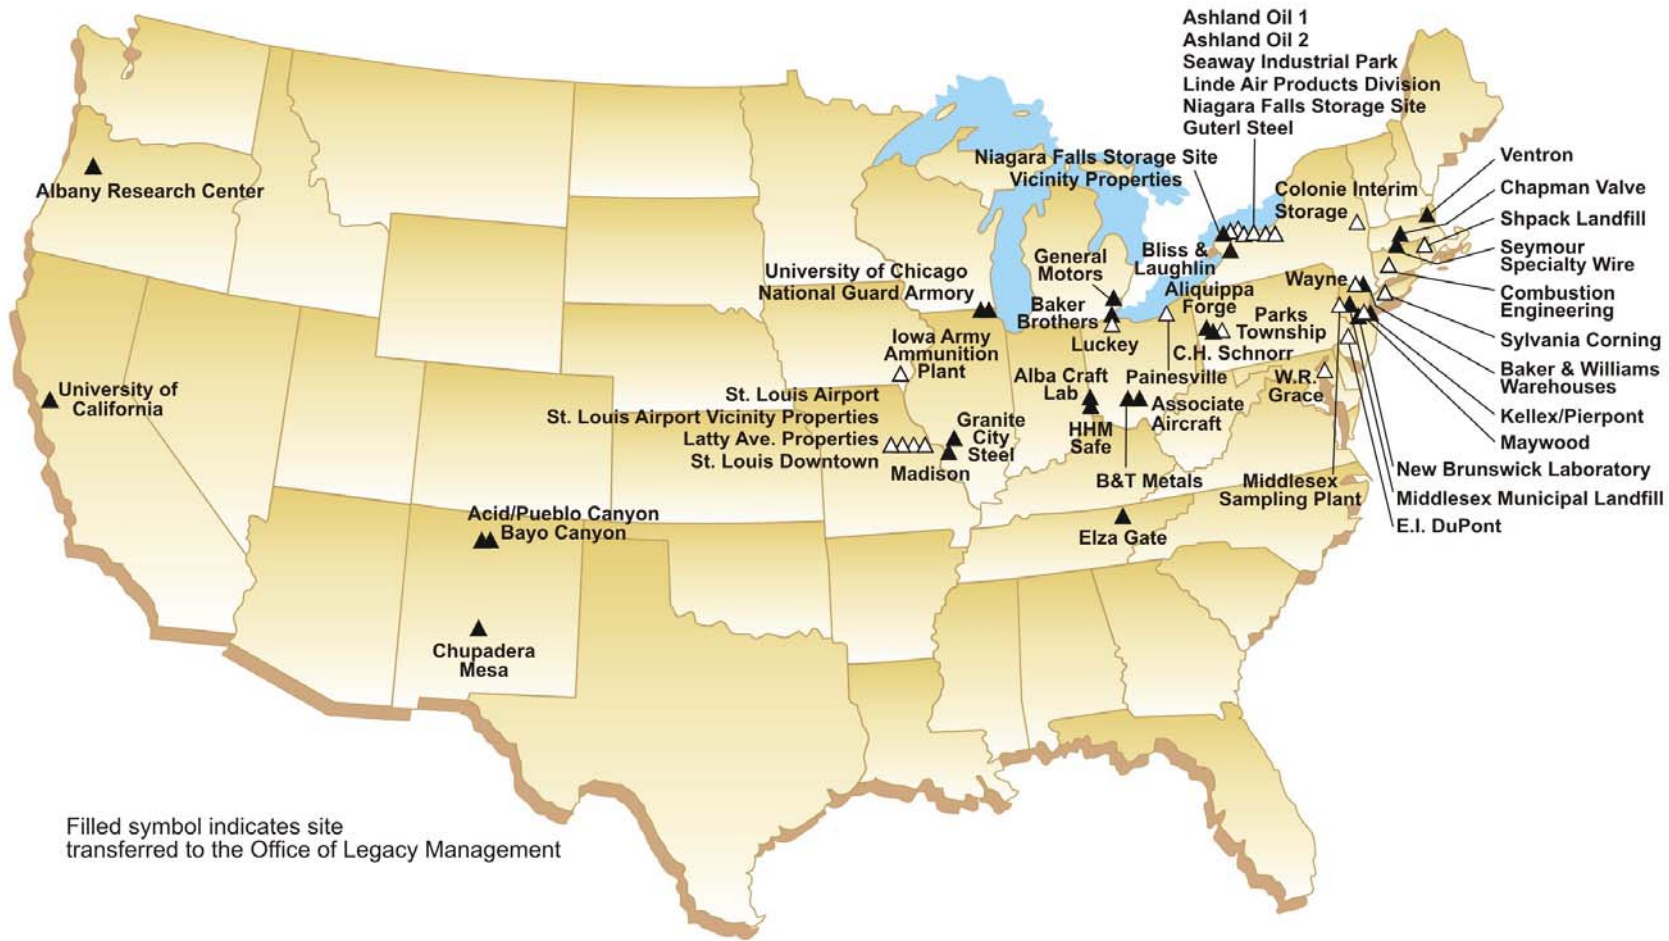 Ashland Oil 1
Ashland Oil 2
Seaway Industrial Park
Linde Air Products Division
Niagara Falls Storage Site
Guterl Steel
Niagara Falls Storage Site
Vicinity Properties
Colonie Interim
Storage
Ventron
Chapman Valve
Shpack Landfill
Seymour
Specialty Wire
Combustion
Engineering
Sylvania Corning
Baker & Williams
Warehouses
Kellex/Pierpont
Maywood
New Brunswick Laboratory
Middlesex Municipal Landfill
E.I. DuPont
Albany Research Center
University of
California
University of Chicago
National Guard Armory
General
Motors
Bliss &
Laughlin
Aliquippa
Forge
Wayne
Baker
Brothers
Luckey
Parks
Township
C.H. Schnorr
Painesville
W.R.
Grace
Iowa Army
Ammunition
Plant
Alba Craft
Lab
Associate
Aircraft
HHM
Safe
B&T Metals
St. Louis Airport
St. Louis Airport Vicinity Properties
Latty Ave. Properties
St. Louis Downtown
Granite
City
Steel
Madison
Middlesex
Sampling Plant
Elza Gate
Acid/Pueblo Canyon
Bayo Canyon
Chupadera
Mesa
Filled symbol indicates site
transferred to the Office of Legacy Management